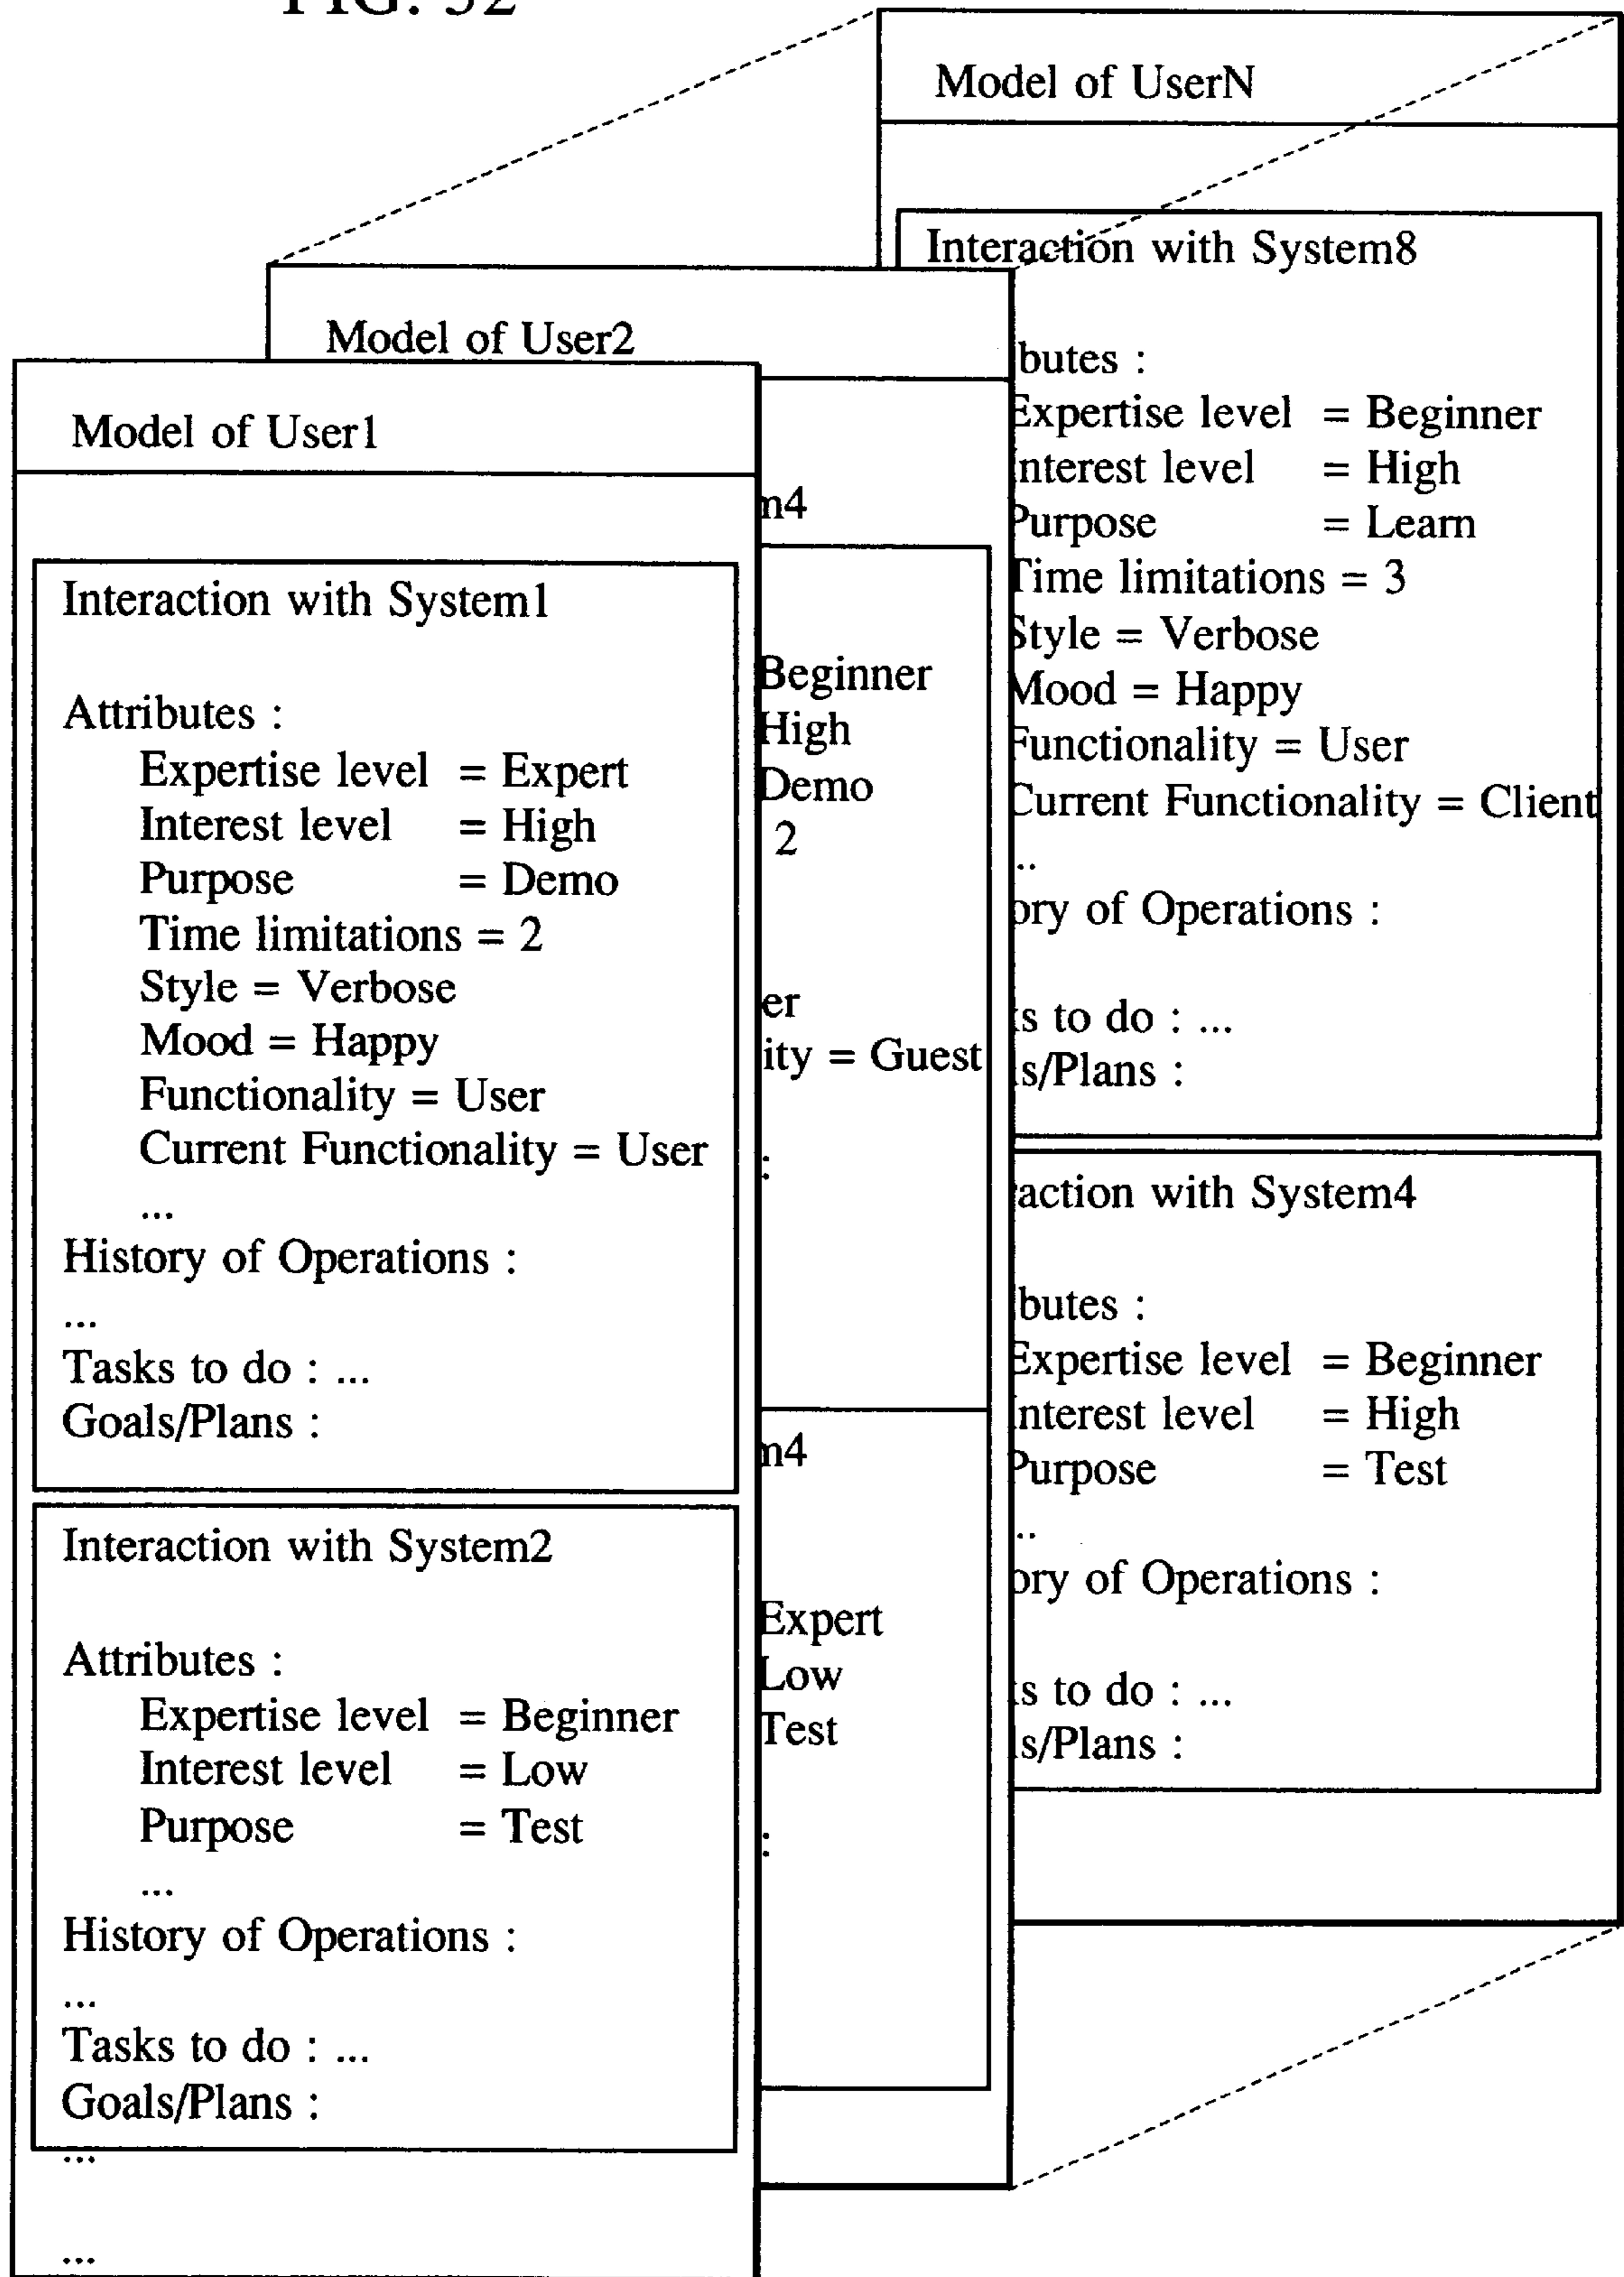 FIG.
Model of UserN
Interaction with System8
butes :
Expertise level = Beginner
Interest level = High
Purpose = Learn
Time limitations = 3
Style = Verbose
Mood = Happy
Functionality = User
Current Functionality = Client
..
ory of Operations :
s to do : ...
s/Plans :
action with System4
butes :
Expertise level = Beginner
Interest level = High
Purpose = Test
..
ory of Operations :
s to do : ...
s/Plans :
Model of User2
m4
Beginner
High
Demo
2
er
ity = Guest
:
m4
Expert
Low
Test
:
Model of User1
Interaction with System1
Attributes :
Expertise level = Expert
Interest level = High
Purpose = Demo
Time limitations = 2
Style = Verbose
Mood = Happy
Functionality = User
Current Functionality = User
...
History of Operations :
...
Tasks to do : ...
Goals/Plans :
Interaction with System2
Attributes :
Expertise level = Beginner
Interest level = Low
Purpose = Test
...
History of Operations :
...
Tasks to do : ...
Goals/Plans :
...
...